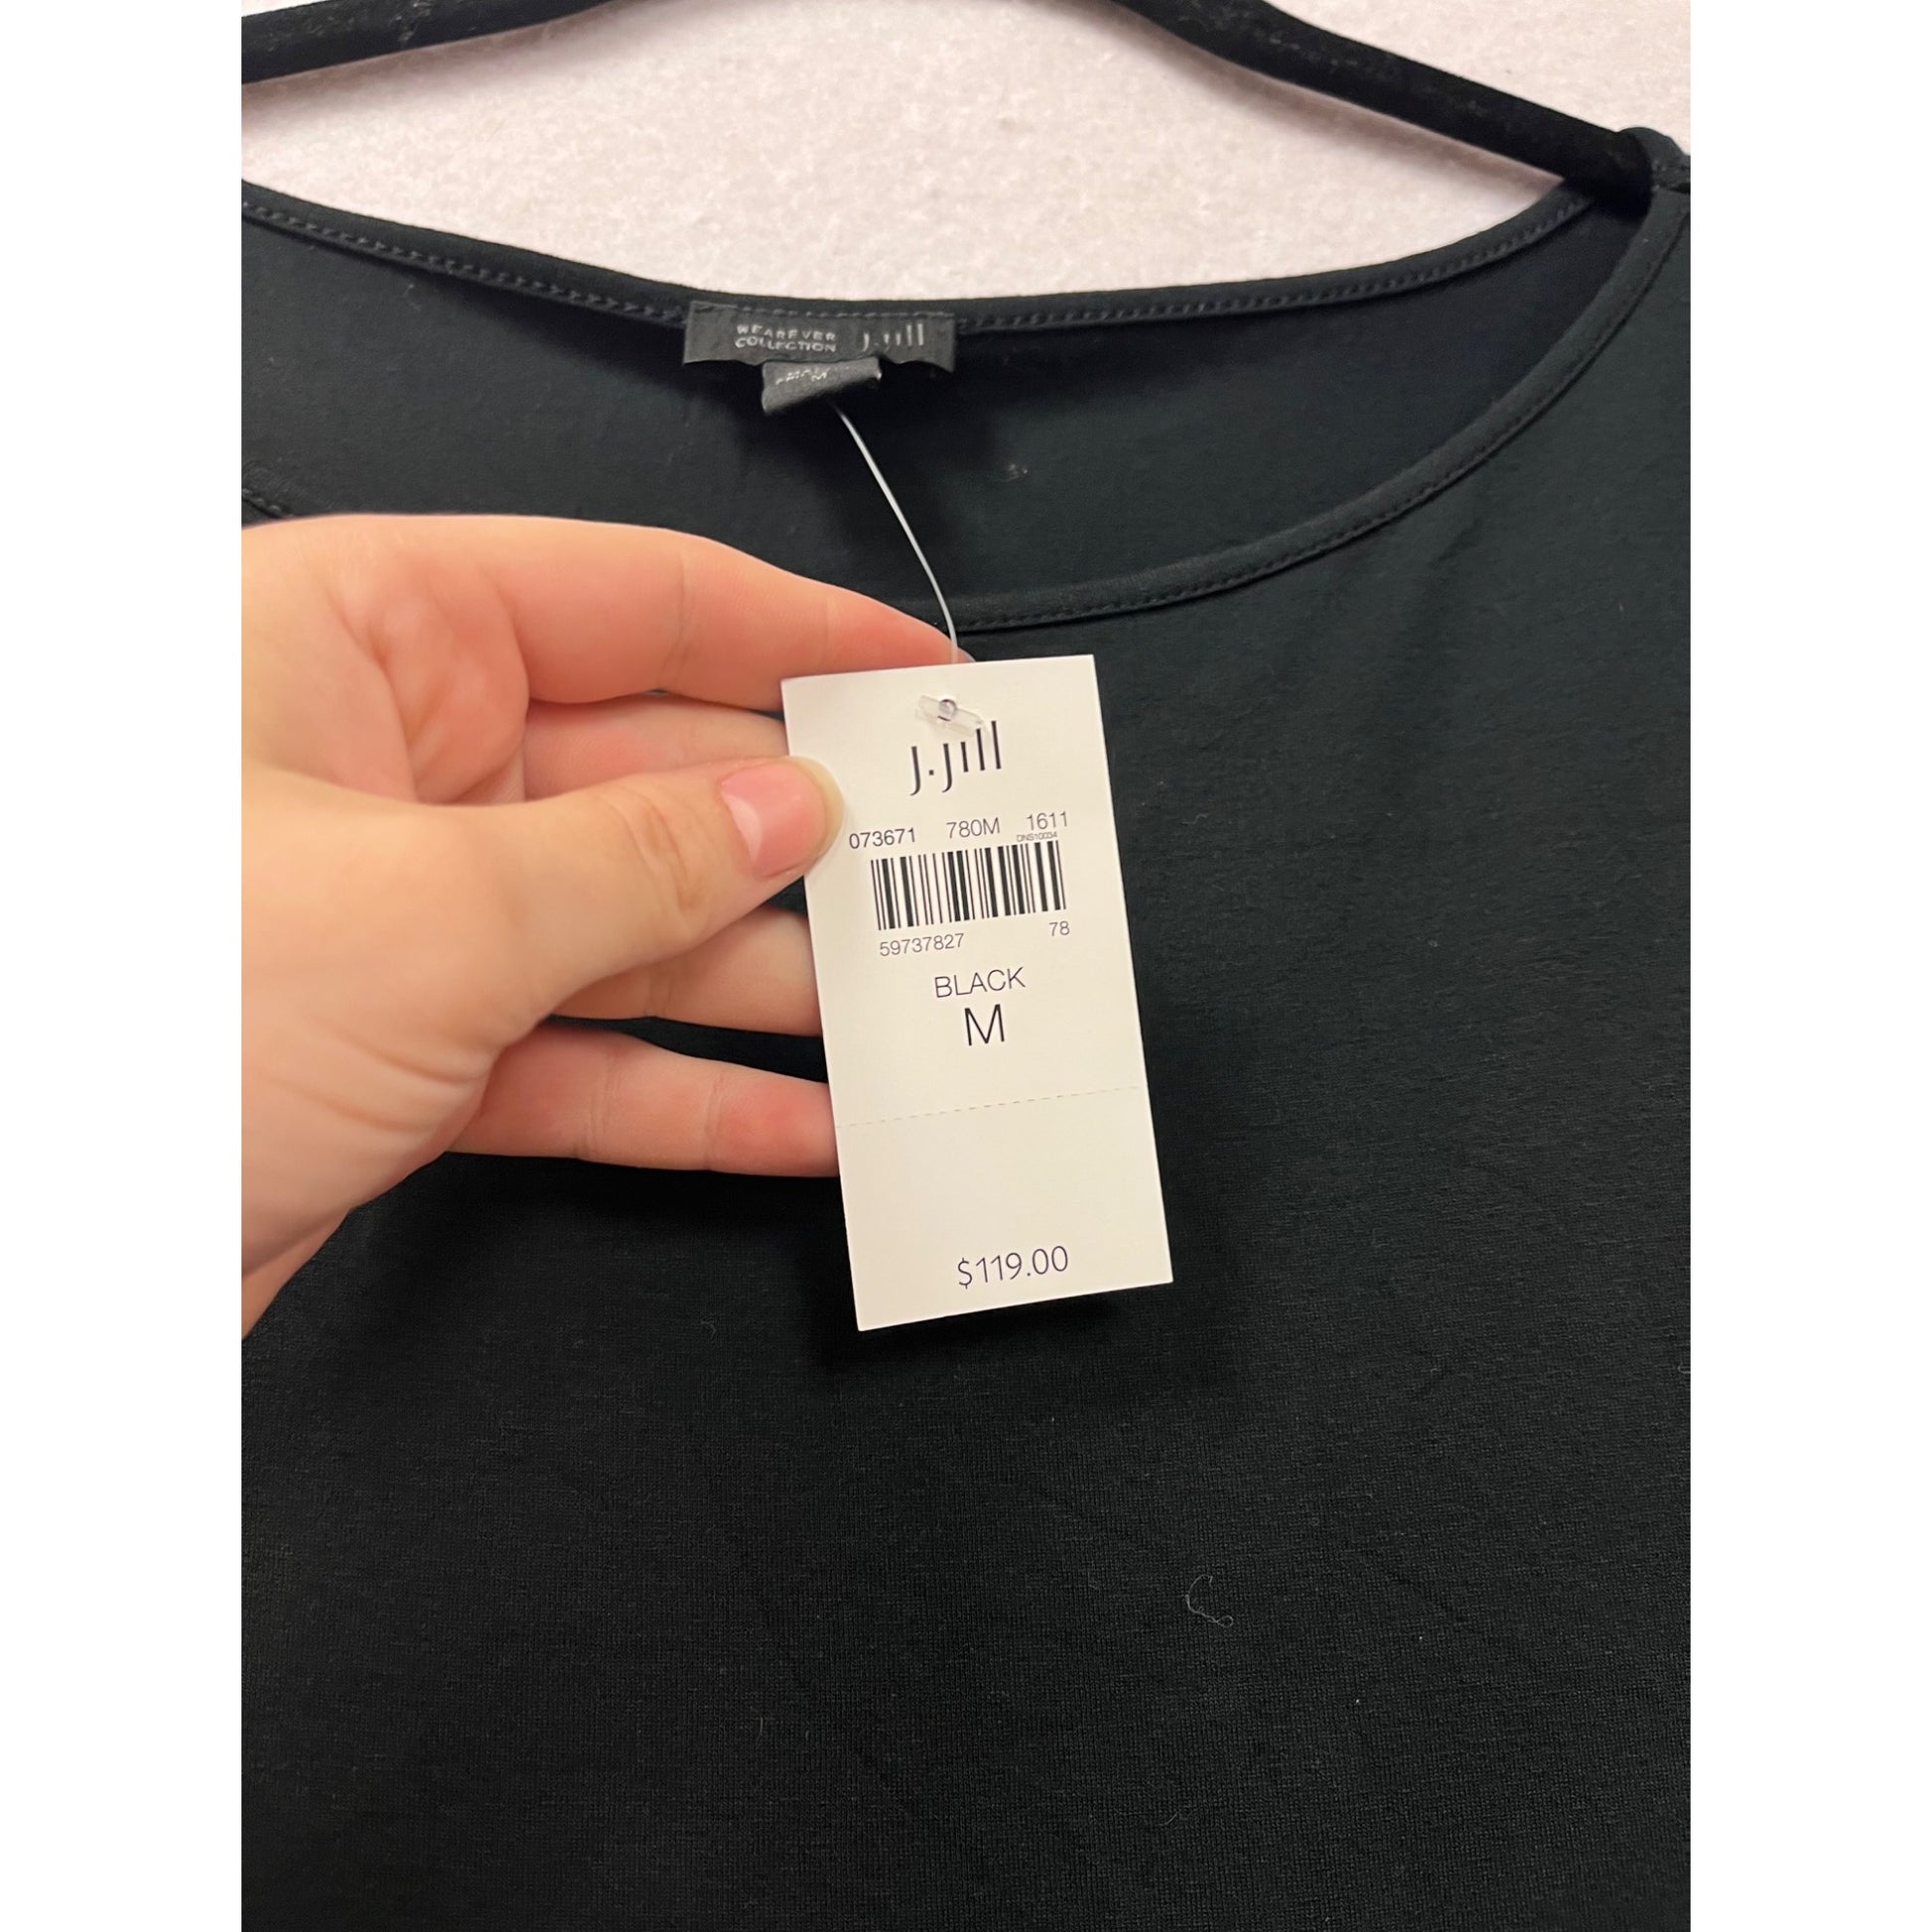 WEAREVER
COLLECTION J.Jill
M
J.Jill
073671 780M 1611
DNS10034
59737827 78
BLACK
M
$119.00